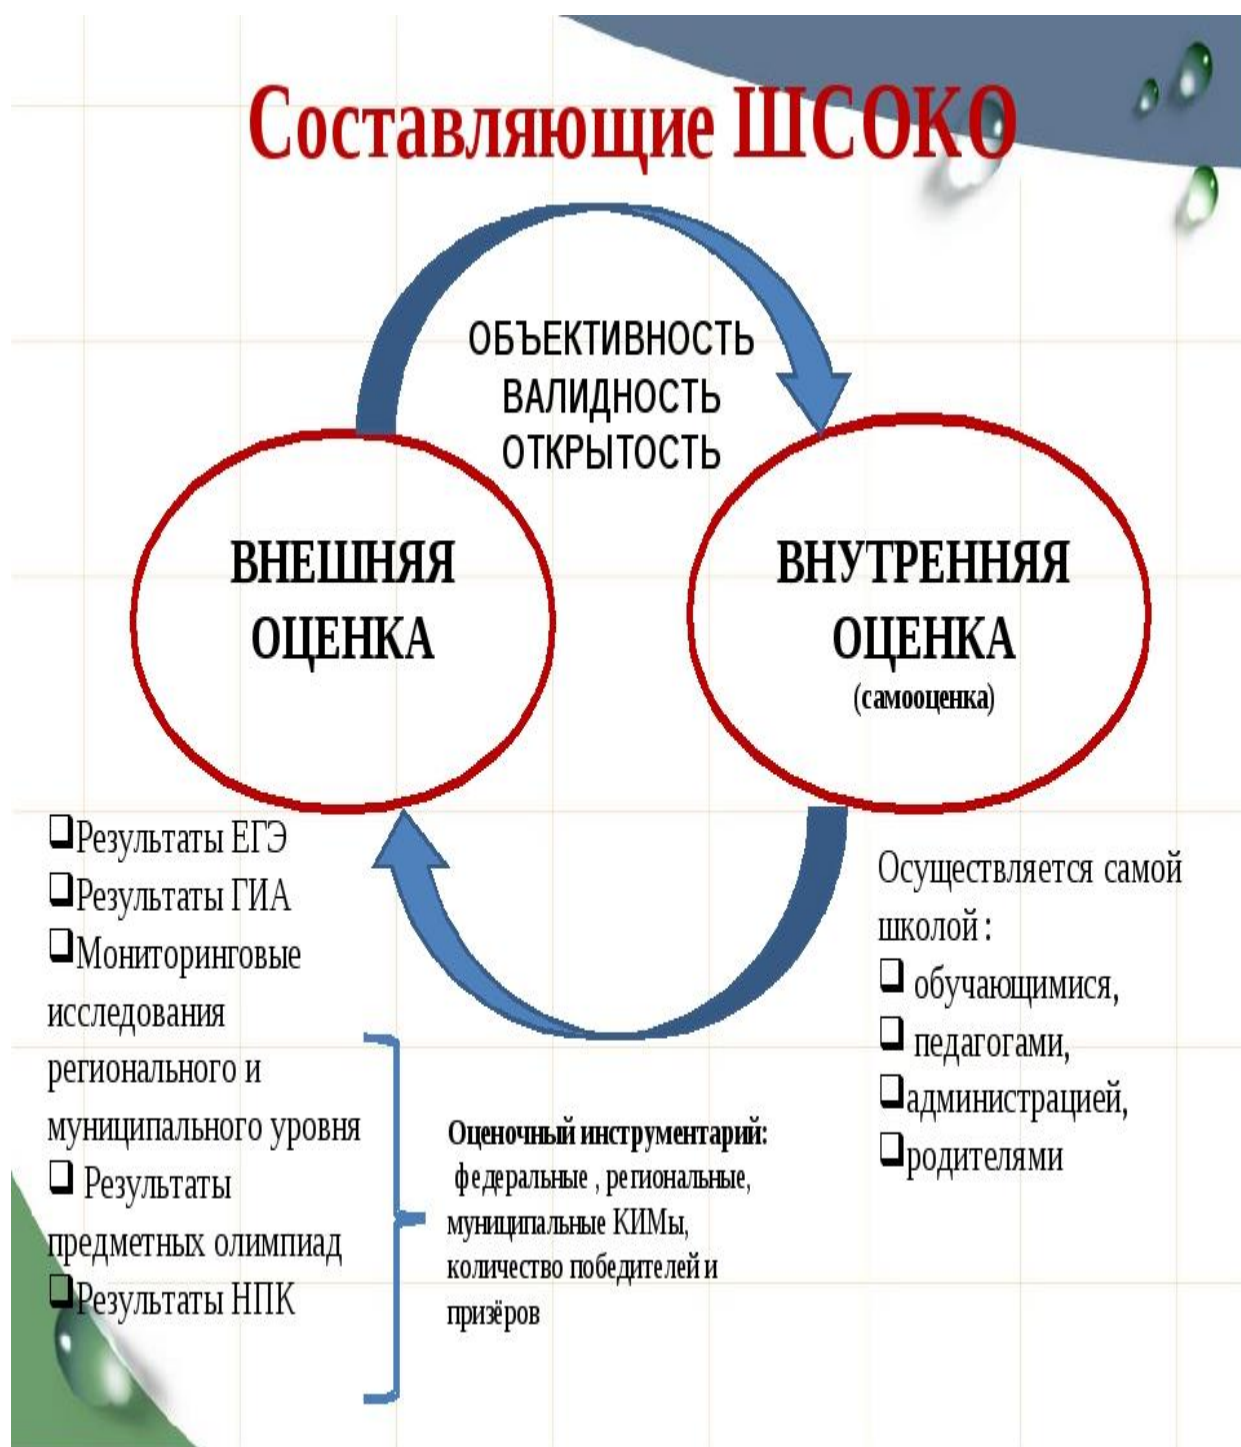 Составляющие ШСОКО
ОБЪЕКТИВНОСТЬ
ВАЛИДНОСТЬ
ОТКРЫТОСТЬ
ВНЕШНЯЯ
ОЦЕНКА
ВНУТРЕННЯЯ
ОЦЕНКА
(самооценка)
Результаты ЕГЭ
Результаты ГИА
Мониторинговые
исследования
регионального и
муниципального уровня
Результаты
предметных олимпиад
Результаты НПК
Оценочный инструментарий:
федеральные , региональные,
муниципальные КИМы,
количество победителей и
призёров
Осуществляется самой
школой :
обучающимися,
педагогами,
администрацией,
родителями